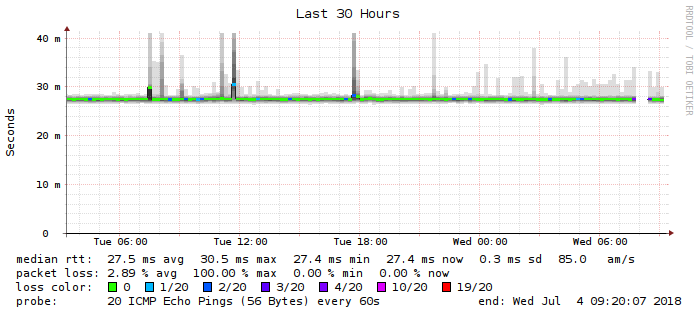 Last 30 Hours
RRDTOOL / TOBI OETIKER
Seconds
40 m
30 m
20 m
10 m
0
Tue 06:00 Tue 12:00 Tue 18:00 Wed 00:00 Wed 06:00
median rtt: 27.5 ms avg 30.5 ms max 27.4 ms min 27.4 ms now 0.3 ms sd 85.0 am/s
packet loss: 2.89 % avg 100.00 % max 0.00 % min 0.00 % now
loss color: 0 1/20 2/20 3/20 4/20 10/20 19/20
probe: 20 ICMP Echo Pings (56 Bytes) every 60s end: Wed Jul 4 09:20:07 2018